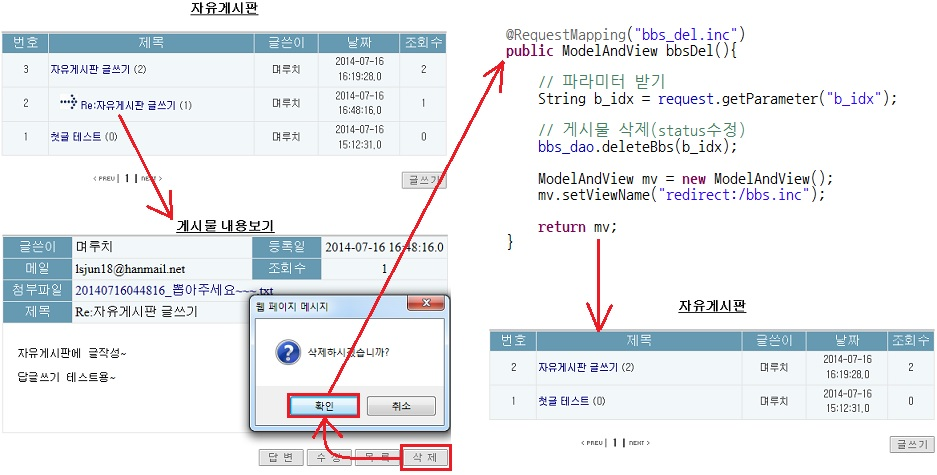 자유게시판
번호 제목 글쓴이 날짜 조회수
3 자유게시판 글쓰기 (2) 며루치 2014-07-16 2
16:19:28.0
2 Re:자유게시판 글쓰기 (1) 며루치 2014-07-16 1
16:48:16.0
1 첫글 테스트 (0) 며루치 2014-07-16 0
15:12:31.0
< PREV | 1 | NEXT >
글쓰기
게시물 내용보기
글쓴이 며루치 등록일 2014-07-16 16:48:16.0
메일 lsjun18@hanmail.net 조회수 1
첨부파일 20140716044816_뽑아주세요~~~.txt
제목 Re:자유게시판 글쓰기
자유게시판에 글작성~
답글쓰기 테스트용~
웹 페이지 메시지
삭제하시겠습니까?
확인 취소
답변 수정 목록 삭제
@RequestMapping("bbs_del.inc")
public ModelAndView bbsDel(){
// 파라미터 받기
String b_idx = request.getParameter("b_idx");
// 게시물 삭제(status수정)
bbs_dao.deleteBbs(b_idx);
ModelAndView mv = new ModelAndView();
mv.setViewName("redirect:/bbs.inc");
return mv;
}
자유게시판
번호 제목 글쓴이 날짜 조회수
2 자유게시판 글쓰기 (2) 며루치 2014-07-16 2
16:19:28.0
1 첫글 테스트 (0) 며루치 2014-07-16 0
15:12:31.0
< PREV | 1 | NEXT >
글쓰기